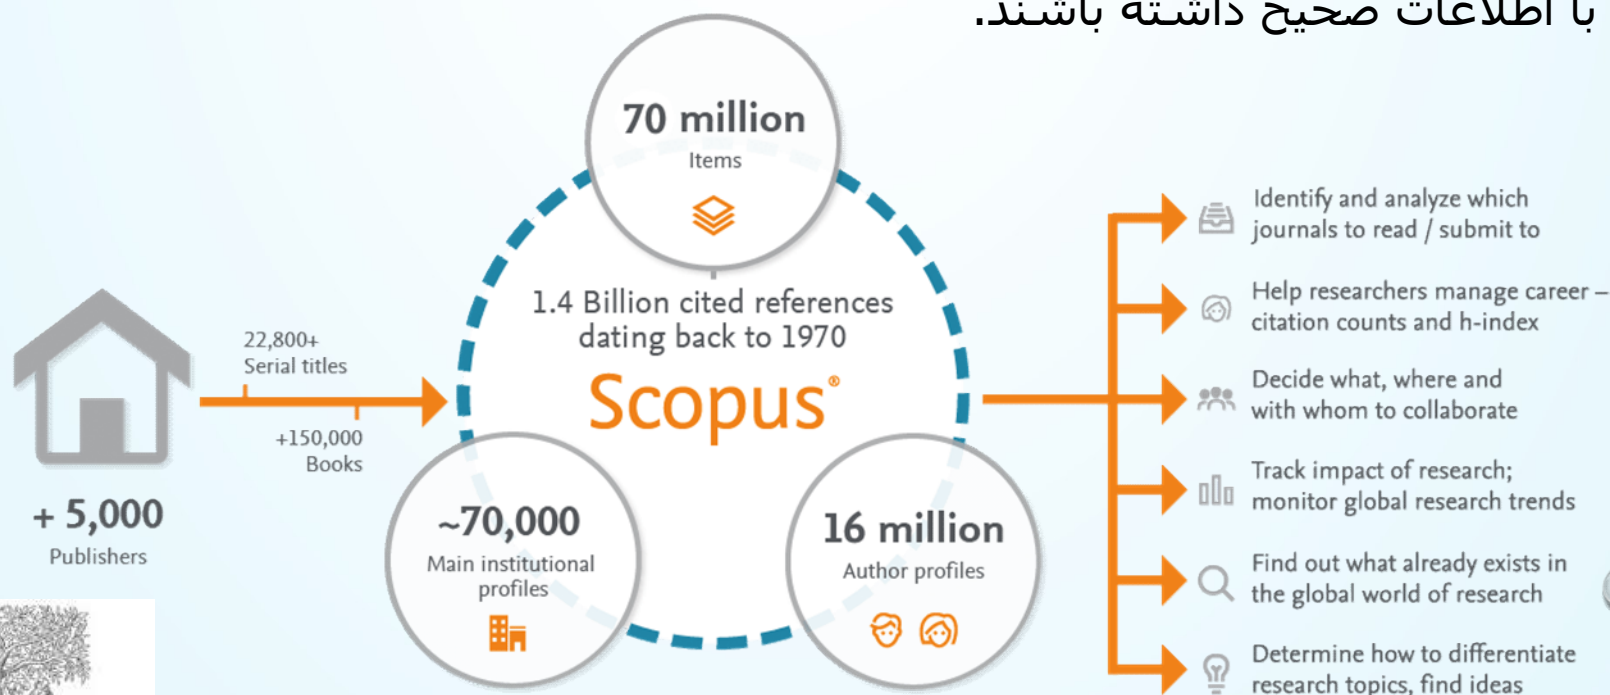 با اطلاعات صحیح داشته باشند.
70 million
Items
1.4 Billion cited references
dating back to 1970
Scopus®
22,800+
Serial titles
+150,000
Books
+ 5,000
Publishers
~70,000
Main institutional
profiles
16 million
Author profiles
Identify and analyze which
journals to read / submit to
Help researchers manage career –
citation counts and h-index
Decide what, where and
with whom to collaborate
Track impact of research;
monitor global research trends
Find out what already exists in
the global world of research
Determine how to differentiate
research topics, find ideas